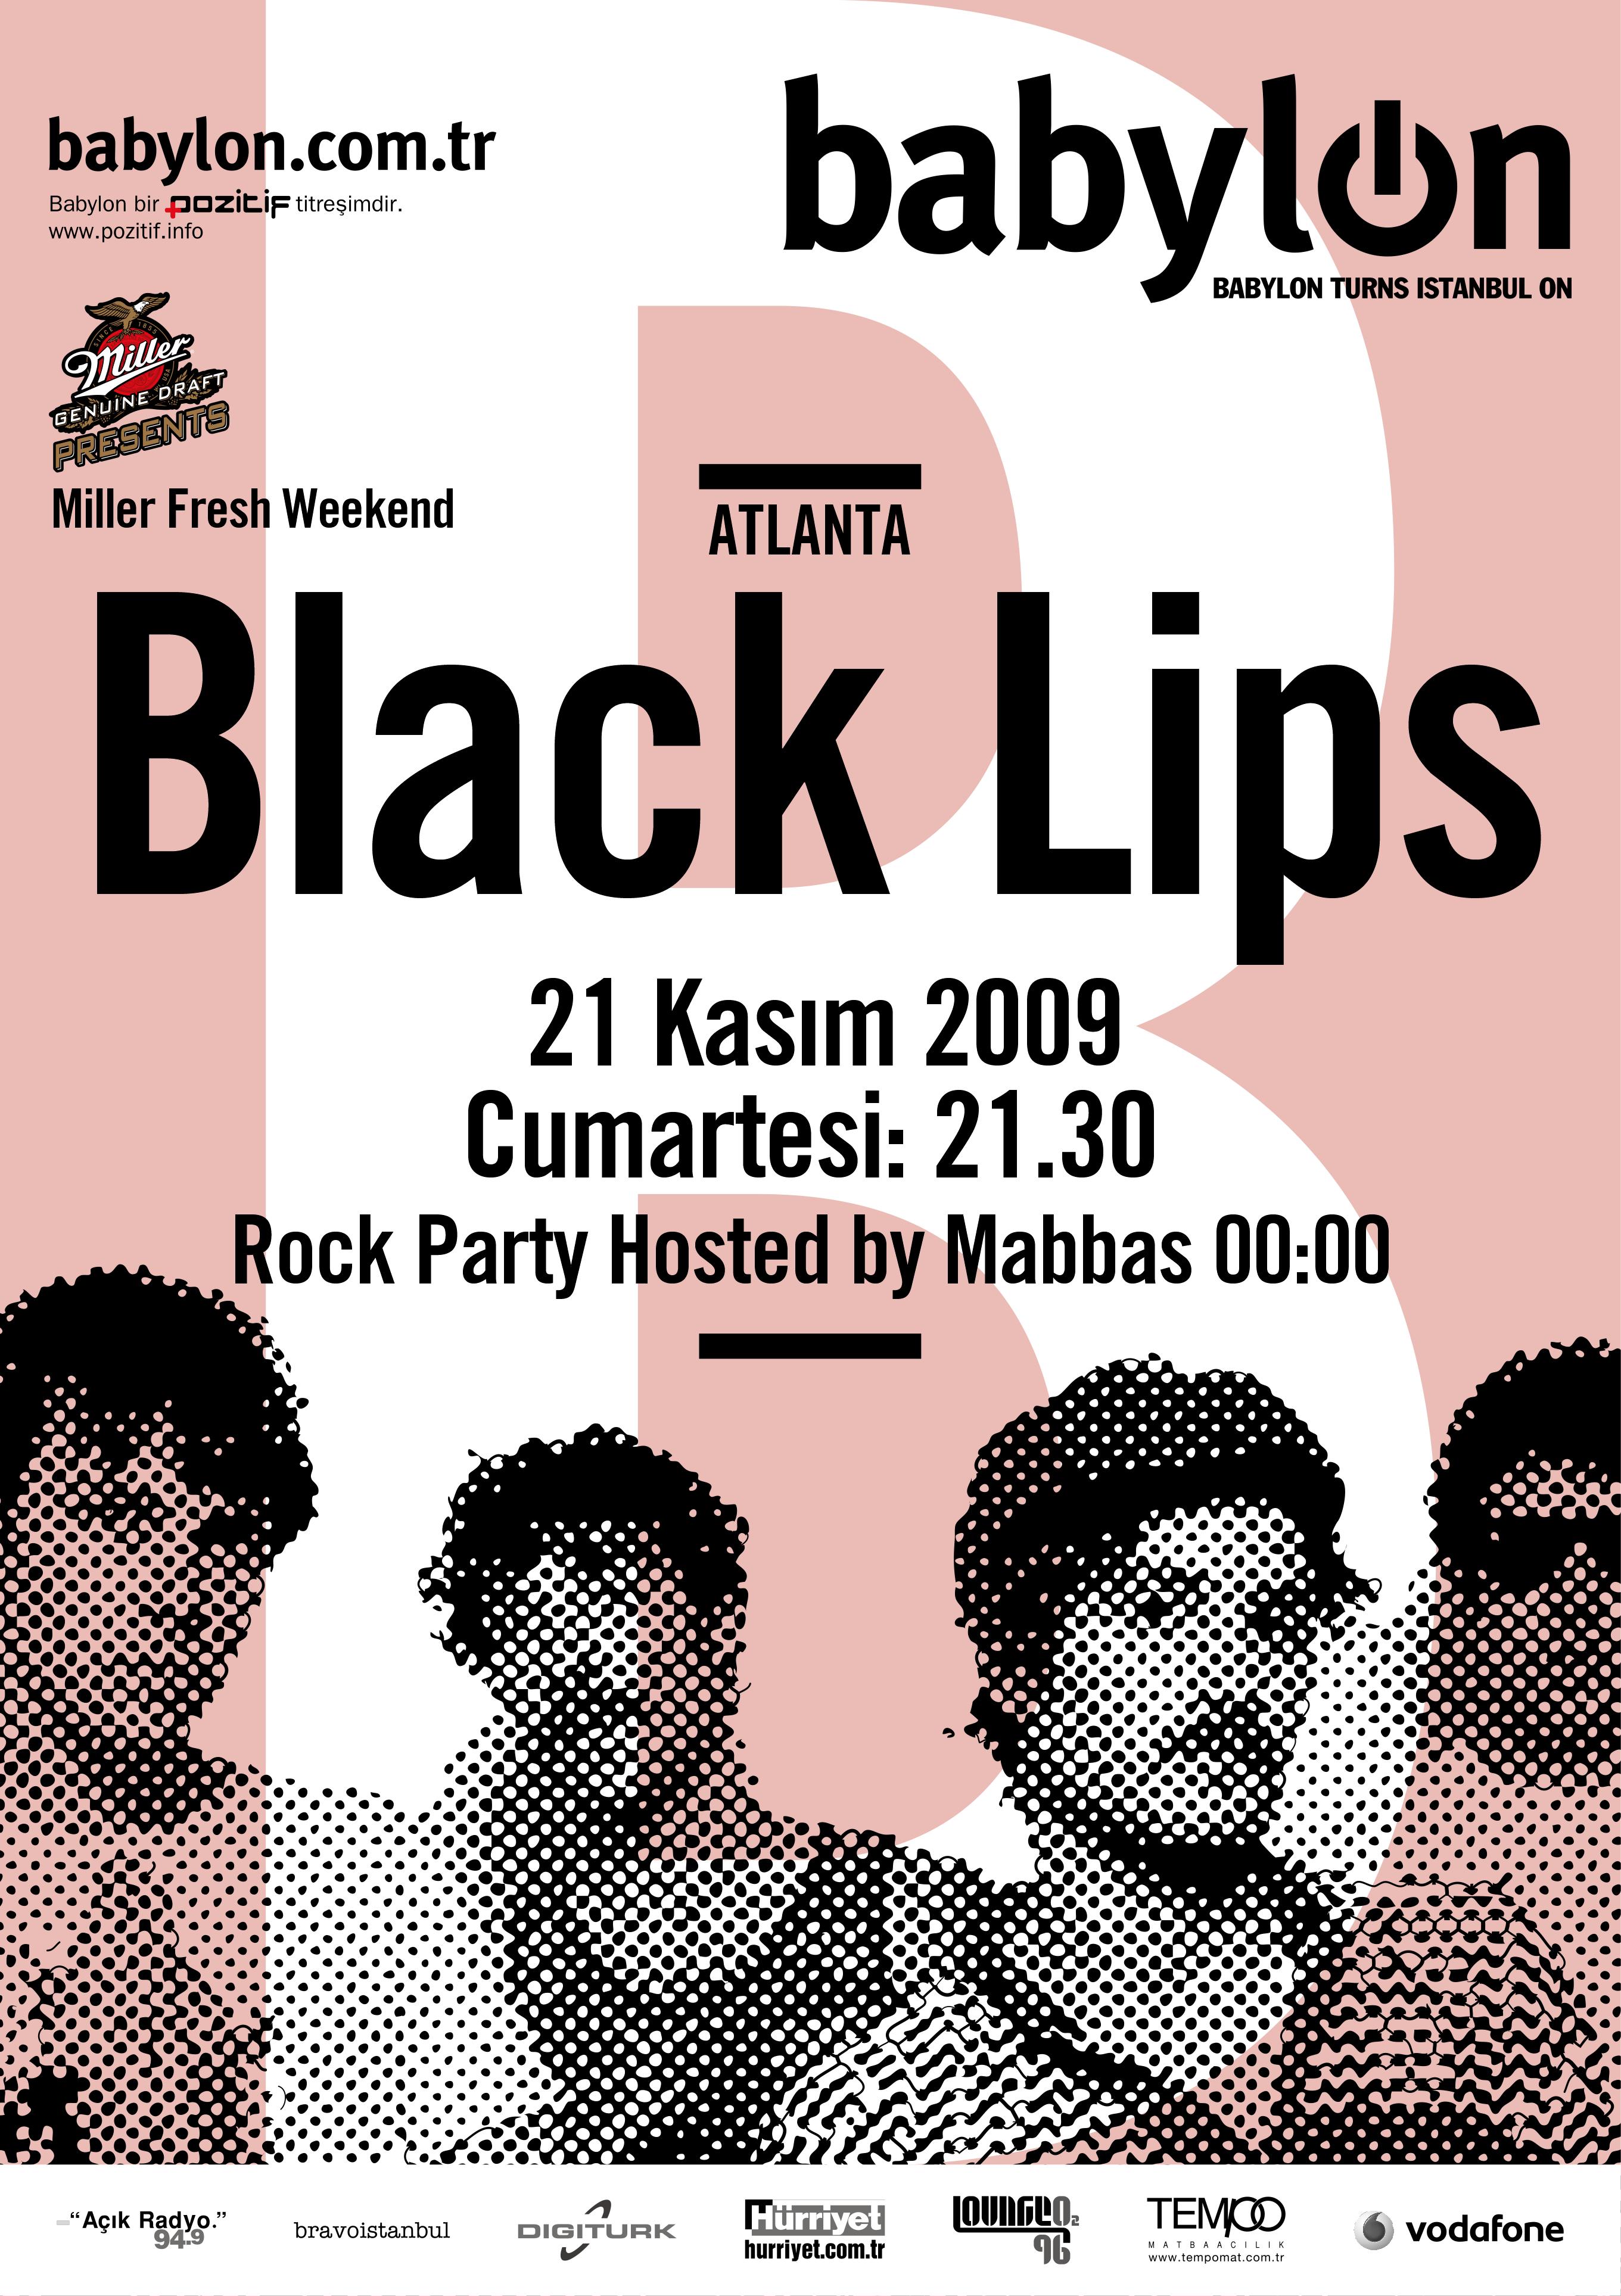 babylon.com.tr
Babylon bir pozitif titreşimdir.
www.pozitif.info
babylon
BABYLON TURNS ISTANBUL ON
SINCE 1855
Miller
GENUINE DRAFT
PRESENTS
Miller Fresh Weekend
ATLANTA
Black Lips
21 Kasım 2009
Cumartesi: 21.30
Rock Party Hosted by Mabbas 00:00
“Açık Radyo.”
94.9
bravoistanbul
DIGITURK
Hürriyet
hurriyet.com.tr
LOUNGE O2
96
TEMPO
MATBAACILIK
www.tempomat.com.tr
vodafone